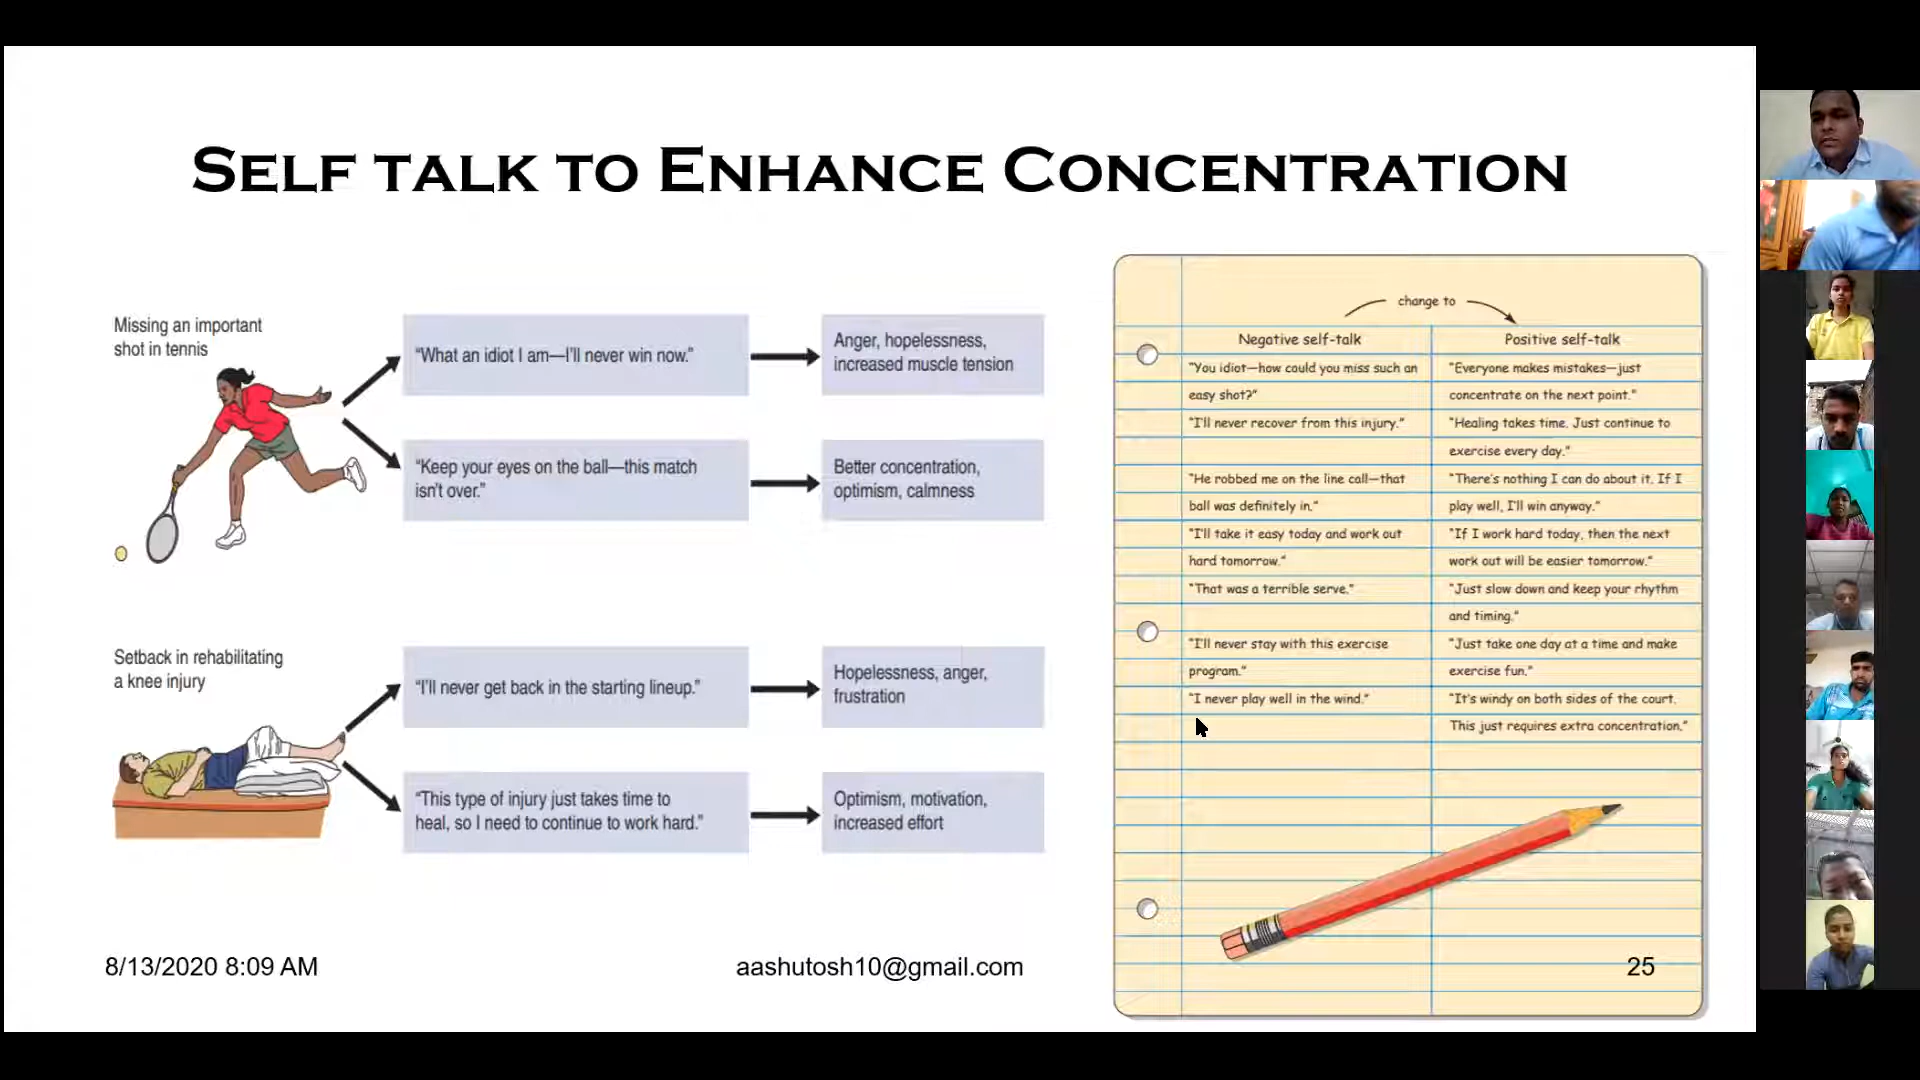 SELF TALK TO ENHANCE CONCENTRATION
Missing an important
shot in tennis
“What an idiot I am—I’ll never win now.”
Anger, hopelessness,
increased muscle tension
“Keep your eyes on the ball—this match
isn’t over.”
Better concentration,
optimism, calmness
Setback in rehabilitating
a knee injury
“I’ll never get back in the starting lineup.”
Hopelessness, anger,
frustration
“This type of injury just takes time to
heal, so I need to continue to work hard.”
Optimism, motivation,
increased effort
change to
Negative self-talk
Positive self-talk
“You idiot—how could you miss such an
easy shot?”
“Everyone makes mistakes—just
concentrate on the next point.”
“I’ll never recover from this injury.”
“Healing takes time. Just continue to
exercise every day.”
“He robbed me on the line call—that
ball was definitely in.”
“There’s nothing I can do about it. If I
play well, I’ll win anyway.”
“I’ll take it easy today and work out
hard tomorrow.”
“If I work hard today, then the next
work out will be easier tomorrow.”
“That was a terrible serve.”
“Just slow down and keep your rhythm
and timing.”
“I’ll never stay with this exercise
program.”
“Just take one day at a time and make
exercise fun.”
“I never play well in the wind.”
“It’s windy on both sides of the court.
This just requires extra concentration.”
8/13/2020 8:09 AM
aashutosh10@gmail.com
25